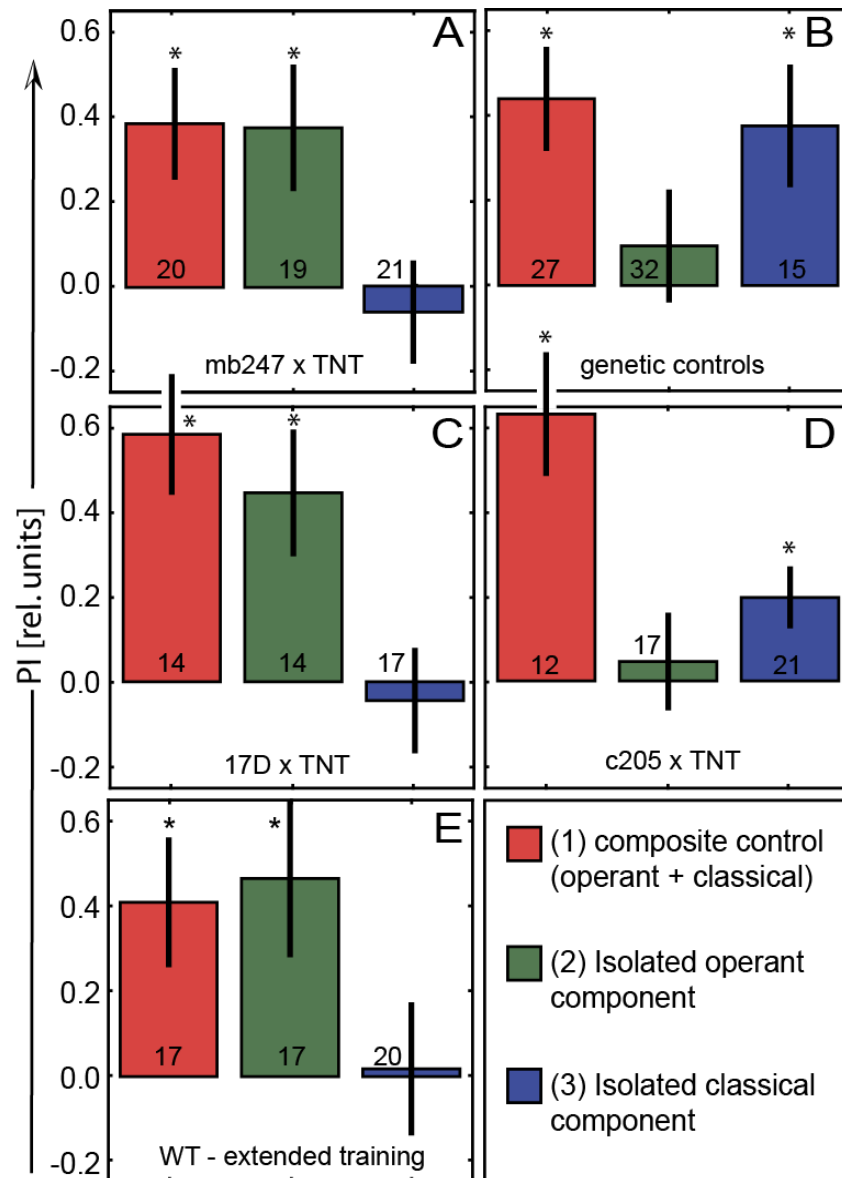 PI [rel. units]
0.6
0.4
0.2
0.0
-0.2
A
*
*
20
19
21
mb247 x TNT
B
*
*
27
32
15
genetic controls
0.6
0.4
0.2
0.0
-0.2
C
*
*
14
14
17
17D x TNT
D
*
*
12
17
21
c205 x TNT
0.6
0.4
0.2
0.0
-0.2
E
*
*
17
17
20
WT - extended training
(1) composite control
(operant + classical)
(2) Isolated operant
component
(3) Isolated classical
component